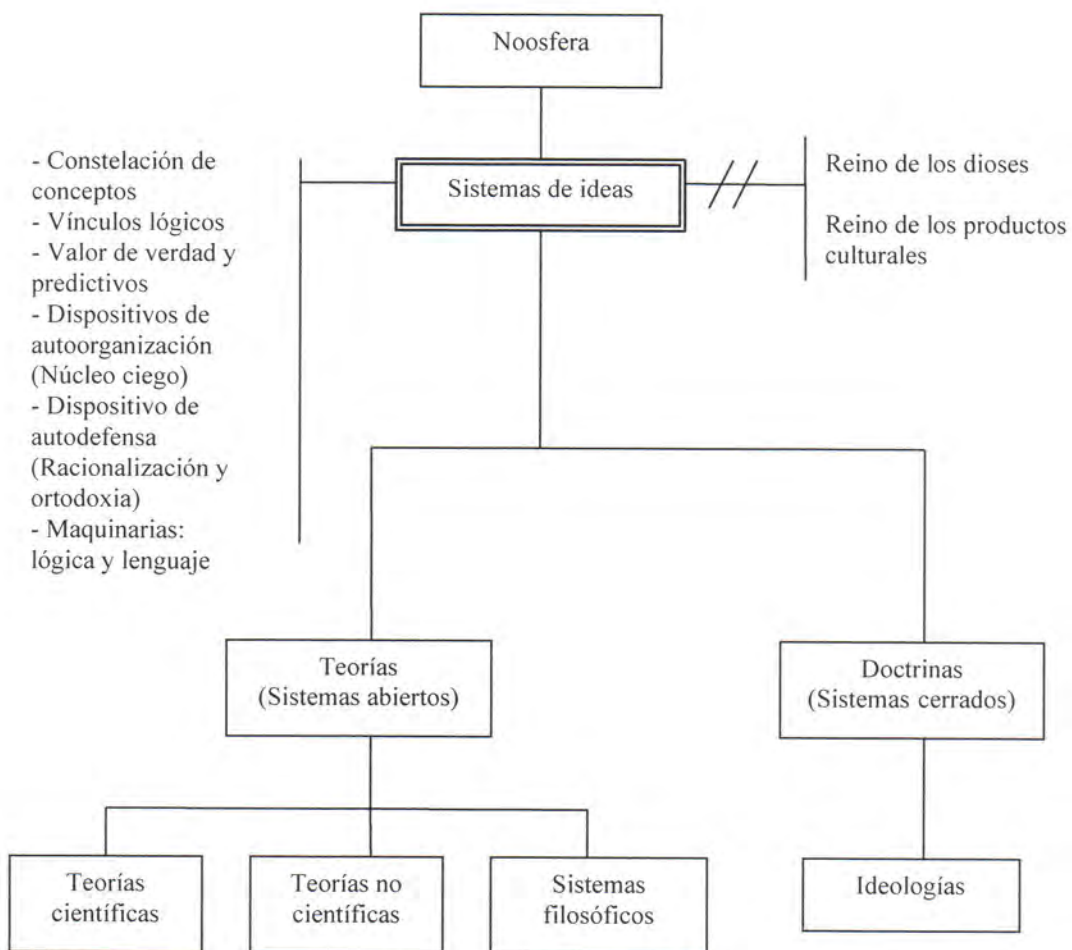 Noosfera
- Constelación de
conceptos
- Vínculos lógicos
- Valor de verdad y
predictivos
- Dispositivos de
autoorganización
(Núcleo ciego)
- Dispositivo de
autodefensa
(Racionalización y
ortodoxia)
- Maquinarias:
lógica y lenguaje
Sistemas de ideas
Reino de los dioses
Reino de los productos
culturales
Teorías
(Sistemas abiertos)
Doctrinas
(Sistemas cerrados)
Teorías
científicas
Teorías no
científicas
Sistemas
filosóficos
Ideologías